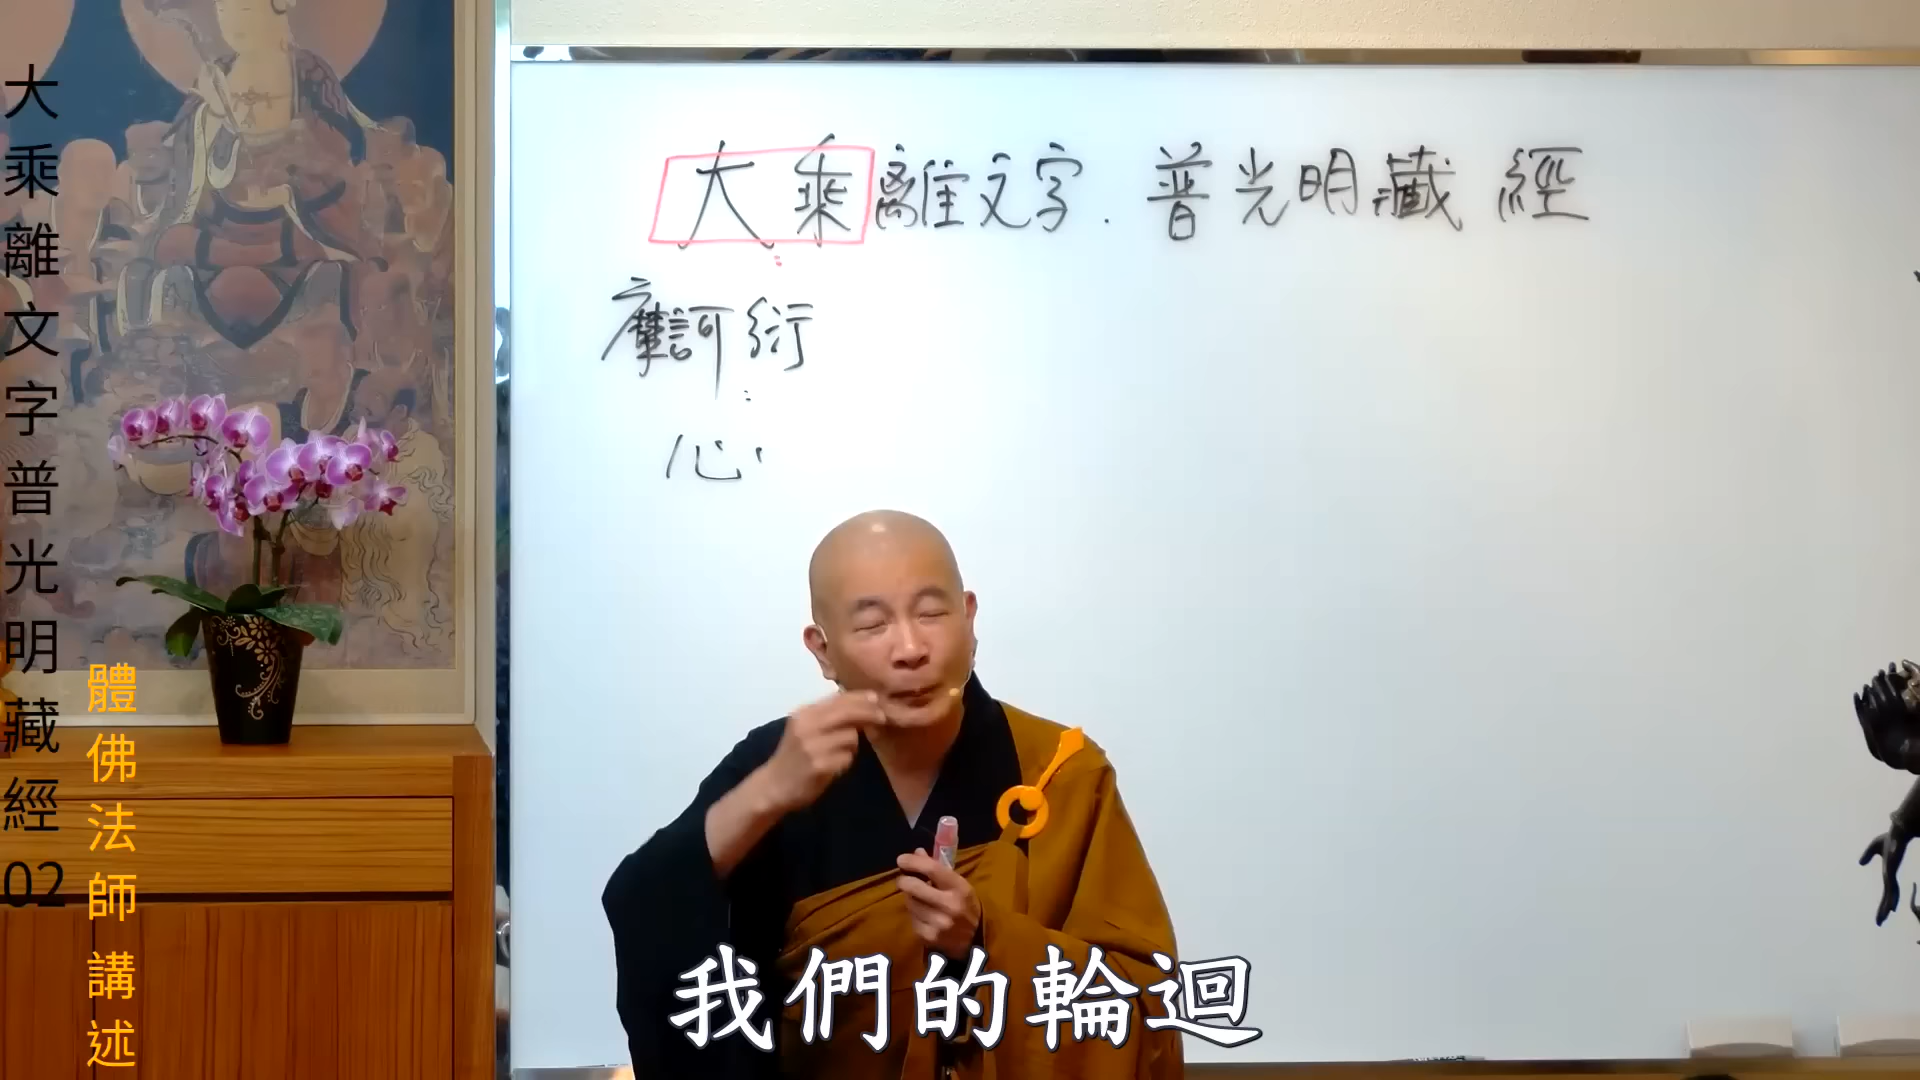 大乘離文字普光明藏經02
體佛法師講述
大乘離文字.普光明藏經
摩訶衍
心
我們的輪迴